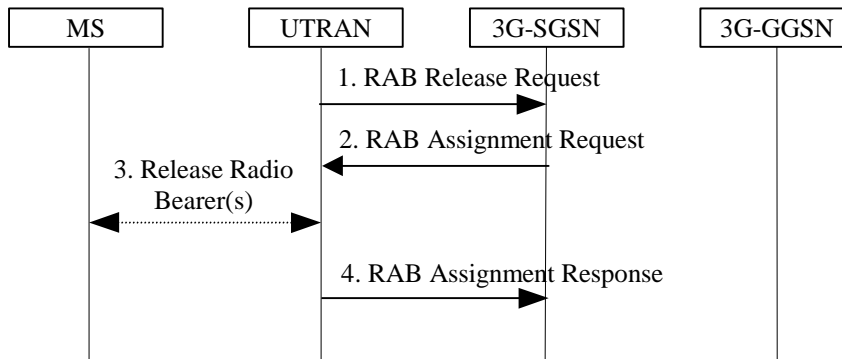 MS
UTRAN
3G-SGSN
3G-GGSN
1. RAB Release Request
2. RAB Assignment Request
3. Release Radio
Bearer(s)
4. RAB Assignment Response